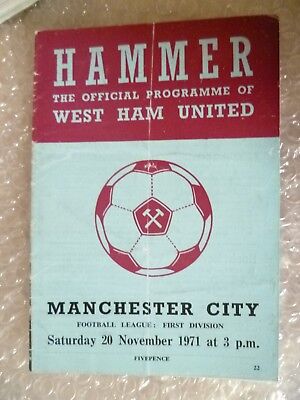 HAMMER
THE OFFICIAL PROGRAMME OF
WEST HAM UNITED
MANCHESTER CITY
FOOTBALL LEAGUE: FIRST DIVISION
Saturday 20 November 1971 at 3 p.m.
FIVEPENCE
22